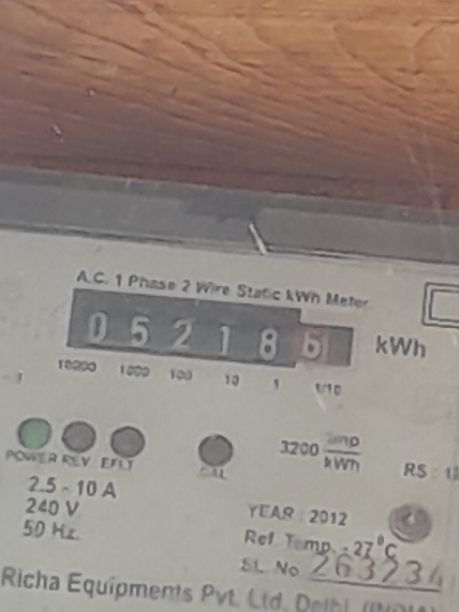 A.C. 1 Phase 2 Wire Static kWh Meter
0 5 2 1 8 6 kWh
10000 1000 100 10 1 1/10
POWER REV EFLT CAL
3200 imp/kWh
RS :
2.5 - 10 A
240 V.
50 Hz.
YEAR : 2012
Ref. Temp. - 27°C
SL. No 263234
Richa Equipments Pvt. Ltd. Delhi